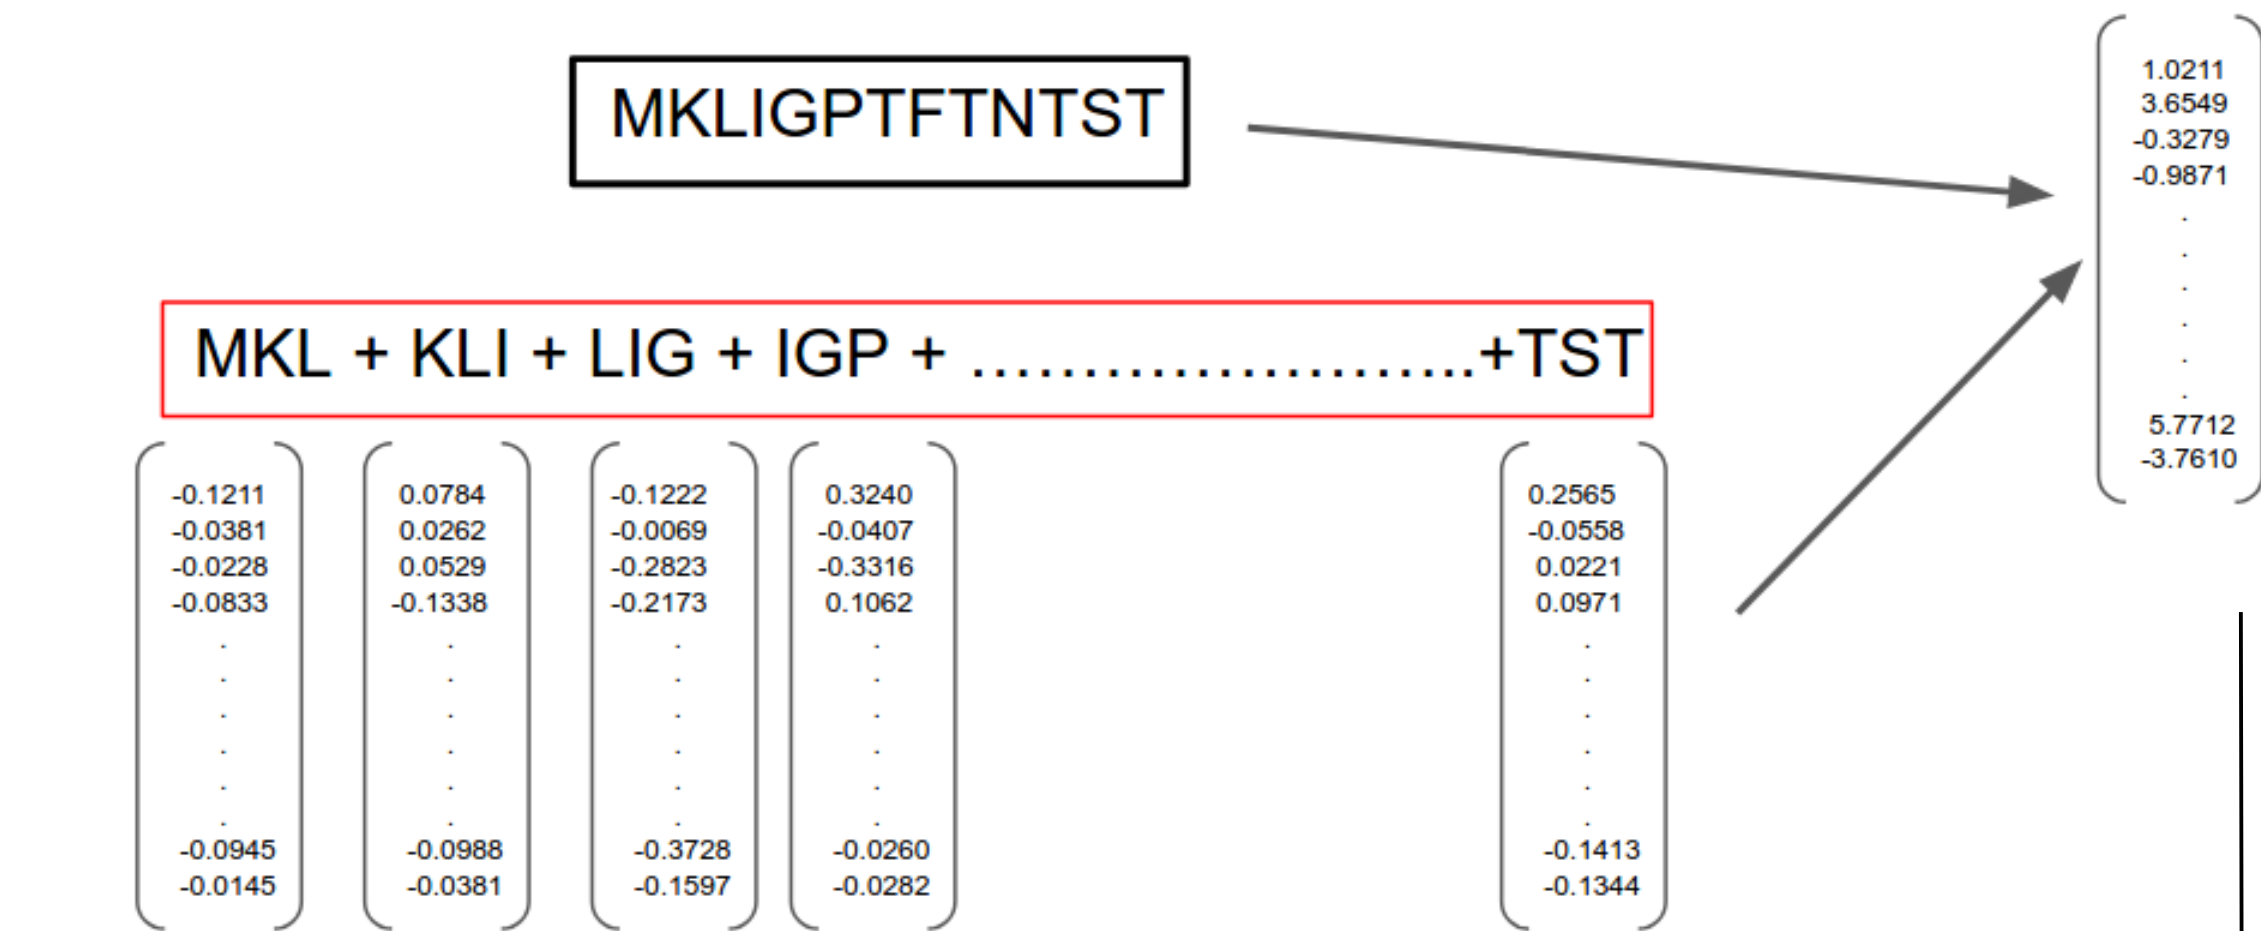 MKLIGPTFTNTST
1.0211
3.6549
-0.3279
-0.9871
.
.
.
.
.
.
5.7712
-3.7610
MKL + KLI + LIG + IGP + ……………………..+TST
-0.1211 0.0784 -0.1222 0.3240 0.2565
-0.0381 0.0262 -0.0069 -0.0407 -0.0558
-0.0228 0.0529 -0.2823 -0.3316 0.0221
-0.0833 -0.1338 -0.2173 0.1062 0.0971
. . . . .
. . . . .
. . . . .
. . . . .
. . . . .
. . . . .
-0.0945 -0.0988 -0.3728 -0.0260 -0.1413
-0.0145 -0.0381 -0.1597 -0.0282 -0.1344